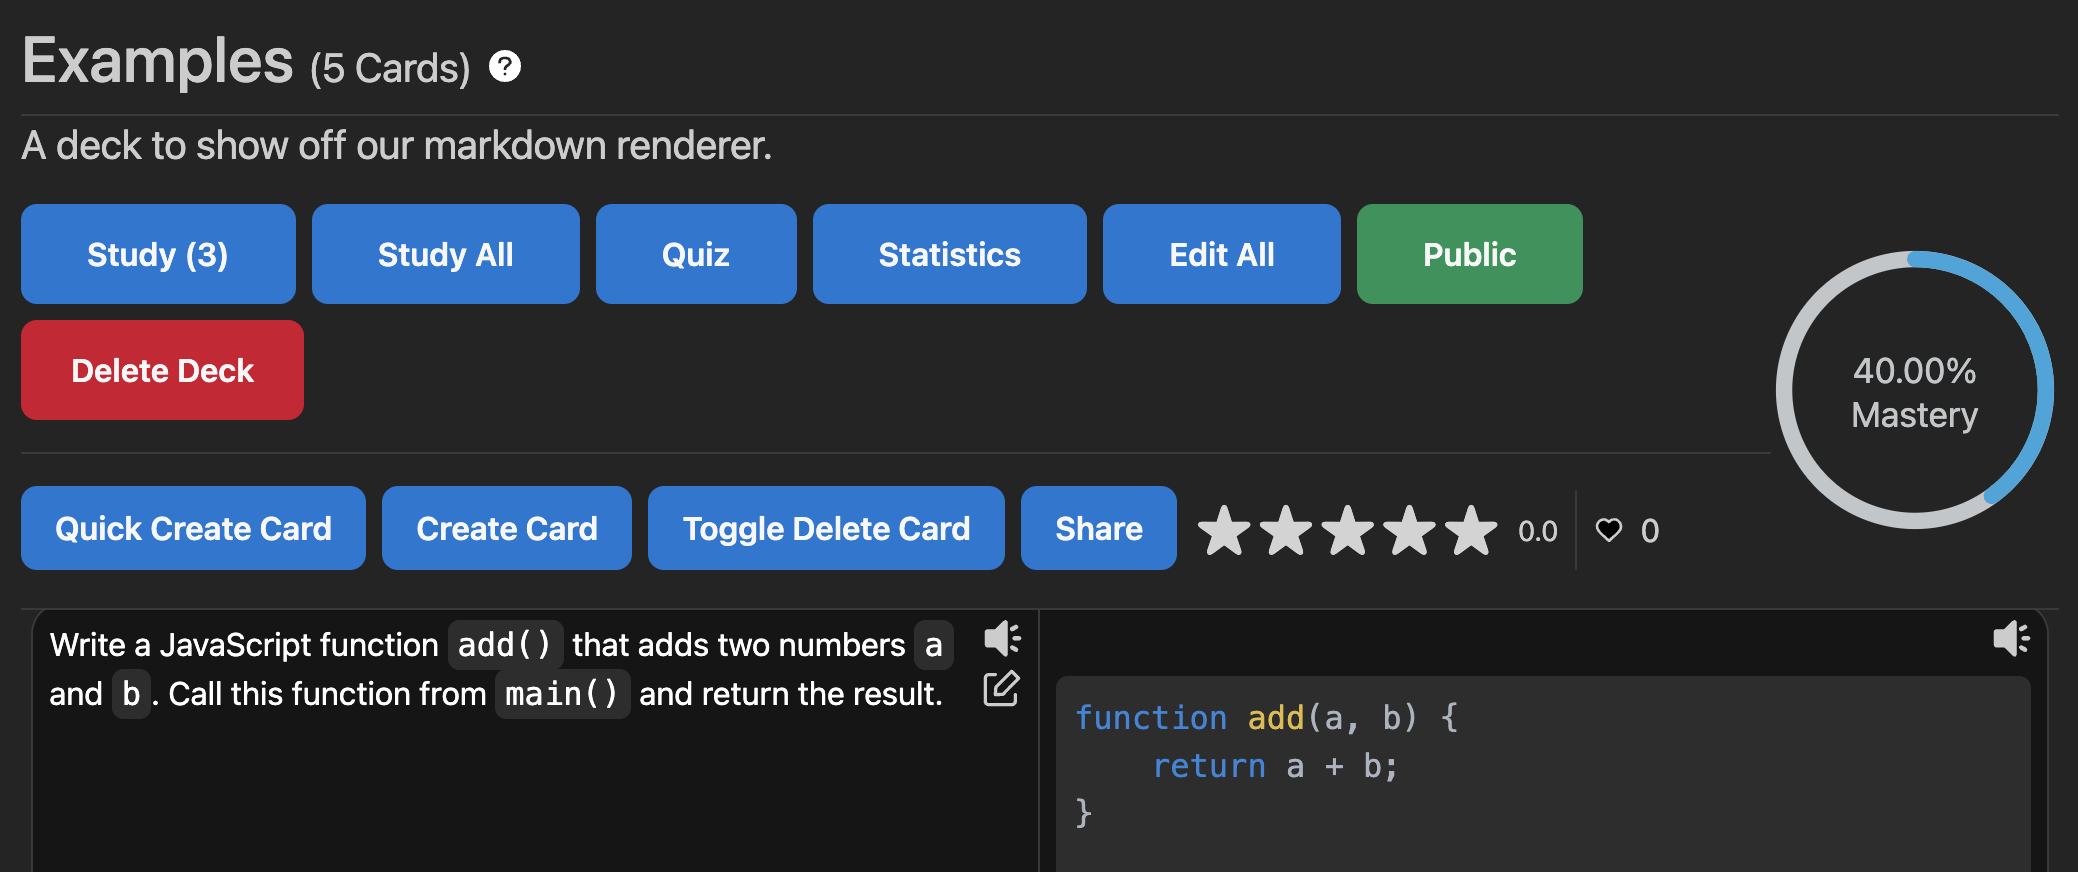 Examples (5 Cards) ?
A deck to show off our markdown renderer.
Study (3)
Study All
Quiz
Statistics
Edit All
Public
Delete Deck
40.00%
Mastery
Quick Create Card
Create Card
Toggle Delete Card
Share
0.0
0
Write a JavaScript function add() that adds two numbers a
and b. Call this function from main() and return the result.
function add(a, b) {
    return a + b;
}